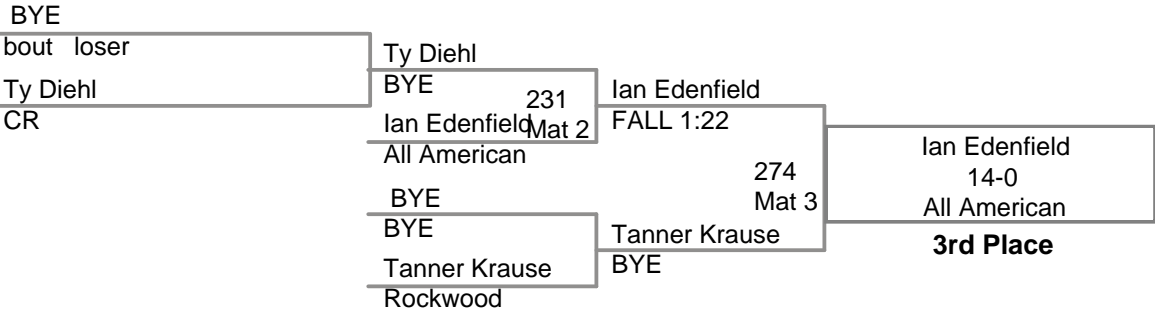 BYE
bout loser
Ty Diehl
CR
Ty Diehl
BYE
231
Mat 2
Ian Edenfield
All American
BYE
BYE
Tanner Krause
Rockwood
Ian Edenfield
FALL 1:22
274
Mat 3
Tanner Krause
BYE
Ian Edenfield
14-0
All American
3rd Place